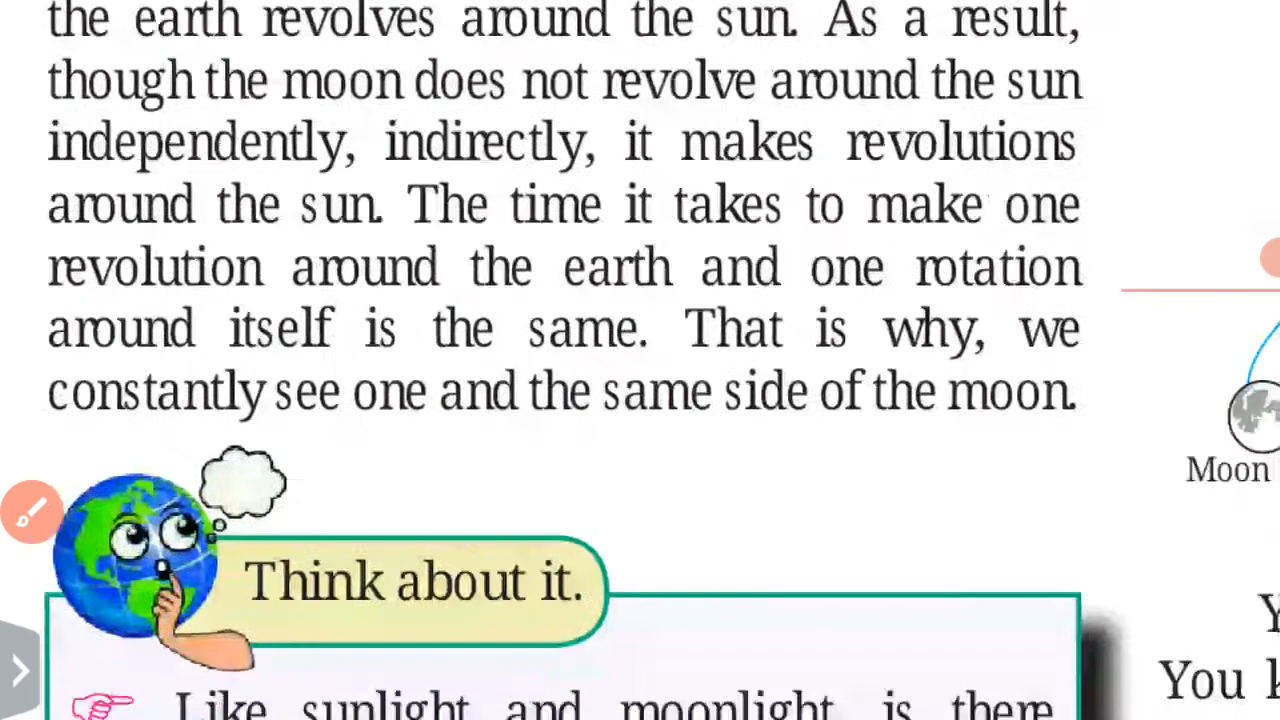 the earth revolves around the sun. As a result,
though the moon does not revolve around the sun
independently, indirectly, it makes revolutions
around the sun. The time it takes to make one
revolution around the earth and one rotation
around itself is the same. That is why, we
constantly see one and the same side of the moon.
Moon
Think about it.
You
Like sunlight and moonlight, is there